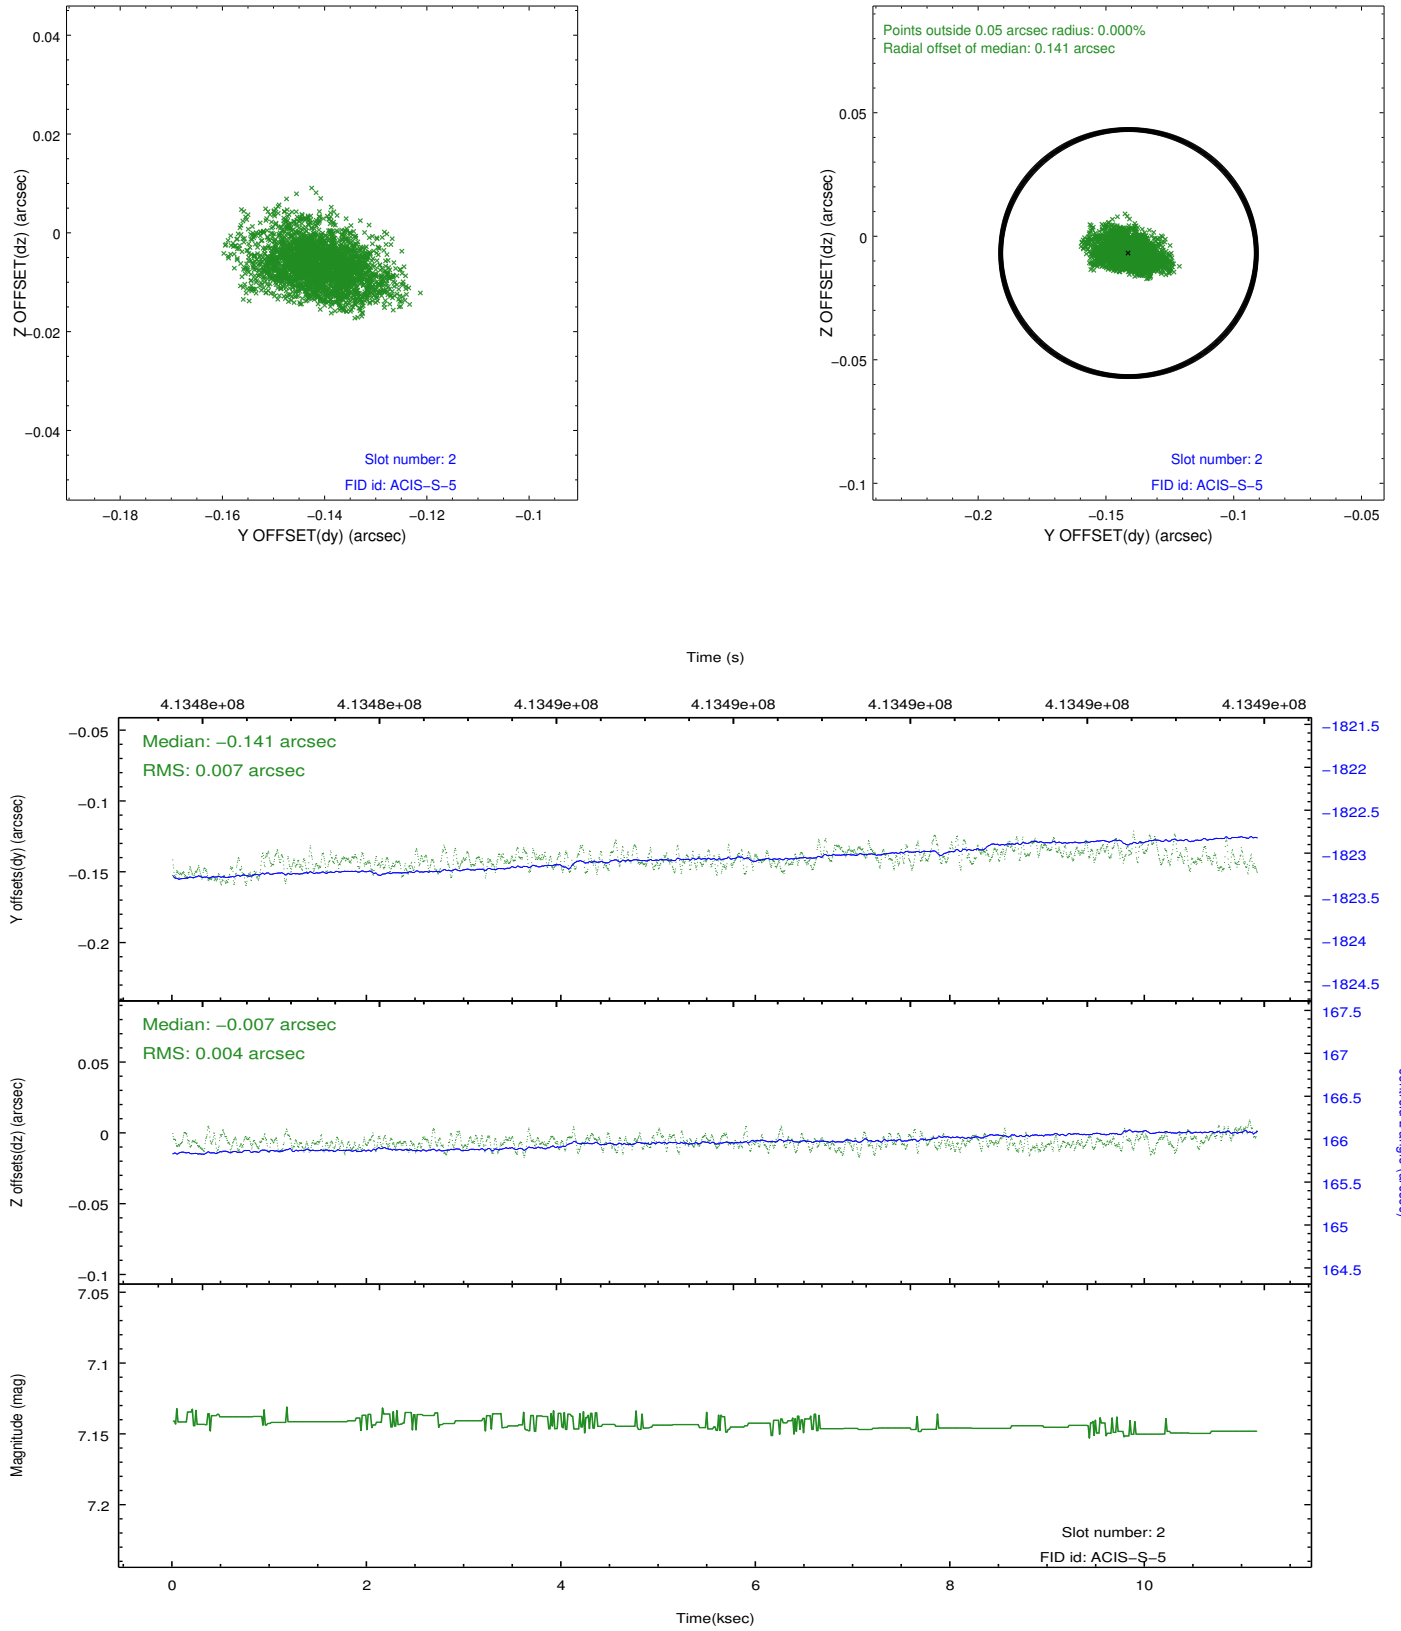 0.04
0.02
0
−0.02
−0.04
Z OFFSET(dz) (arcsec)
Slot number: 2
FID id: ACIS−S−5
−0.18 −0.16 −0.14 −0.12 −0.1
Y OFFSET(dy) (arcsec)
Points outside 0.05 arcsec radius: 0.000%
Radial offset of median: 0.141 arcsec
0.05
0
−0.05
−0.1
Z OFFSET(dz) (arcsec)
Slot number: 2
FID id: ACIS−S−5
−0.2 −0.15 −0.1 −0.05
Y OFFSET(dy) (arcsec)
Time (s)
4.1348e+08 4.1348e+08 4.1349e+08 4.1349e+08 4.1349e+08 4.1349e+08 4.1349e+08
Median: −0.141 arcsec
RMS: 0.007 arcsec
−0.05
−0.1
−0.15
−0.2
Y offsets(dy) (arcsec)
−1821.5
−1822
−1822.5
−1823
−1823.5
−1824
−1824.5
Median: −0.007 arcsec
RMS: 0.004 arcsec
0.05
0
−0.05
−0.1
Z offsets(dz) (arcsec)
167.5
167
166.5
166
165.5
165
164.5
7.05
7.1
7.15
7.2
Magnitude (mag)
Slot number: 2
FID id: ACIS−S−5
0 2 4 6 8 10
Time(ksec)